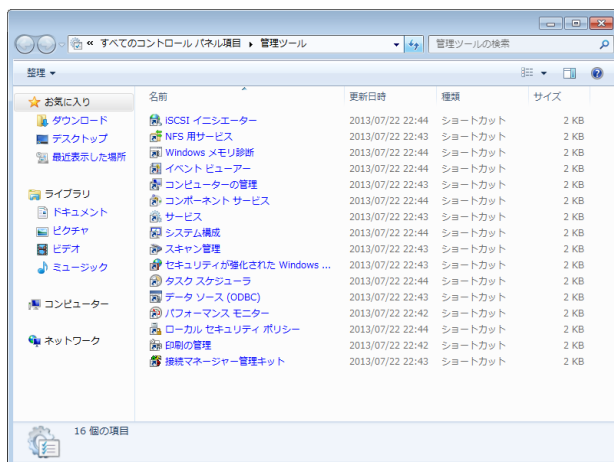 « すべてのコントロール パネル項目 ▸ 管理ツール 管理ツールの検索
整理
名前 更新日時 種類 サイズ
お気に入り
ダウンロード
デスクトップ
最近表示した場所
ライブラリ
ドキュメント
ピクチャ
ビデオ
ミュージック
コンピューター
ネットワーク
iSCSI イニシエーター 2013/07/22 22:44 ショートカット 2 KB
NFS 用サービス 2013/07/22 22:43 ショートカット 2 KB
Windows メモリ診断 2013/07/22 22:44 ショートカット 2 KB
イベント ビューアー 2013/07/22 22:44 ショートカット 2 KB
コンピューターの管理 2013/07/22 22:43 ショートカット 2 KB
コンポーネント サービス 2013/07/22 22:44 ショートカット 2 KB
サービス 2013/07/22 22:43 ショートカット 2 KB
システム構成 2013/07/22 22:44 ショートカット 2 KB
スキャン管理 2013/07/22 22:43 ショートカット 2 KB
セキュリティが強化された Windows ... 2013/07/22 22:43 ショートカット 2 KB
タスク スケジューラ 2013/07/22 22:44 ショートカット 2 KB
データ ソース (ODBC) 2013/07/22 22:43 ショートカット 2 KB
パフォーマンス モニター 2013/07/22 22:42 ショートカット 2 KB
ローカル セキュリティ ポリシー 2013/07/22 22:44 ショートカット 2 KB
印刷の管理 2013/07/22 22:42 ショートカット 2 KB
接続マネージャー管理キット 2013/07/22 22:43 ショートカット 2 KB
16 個の項目